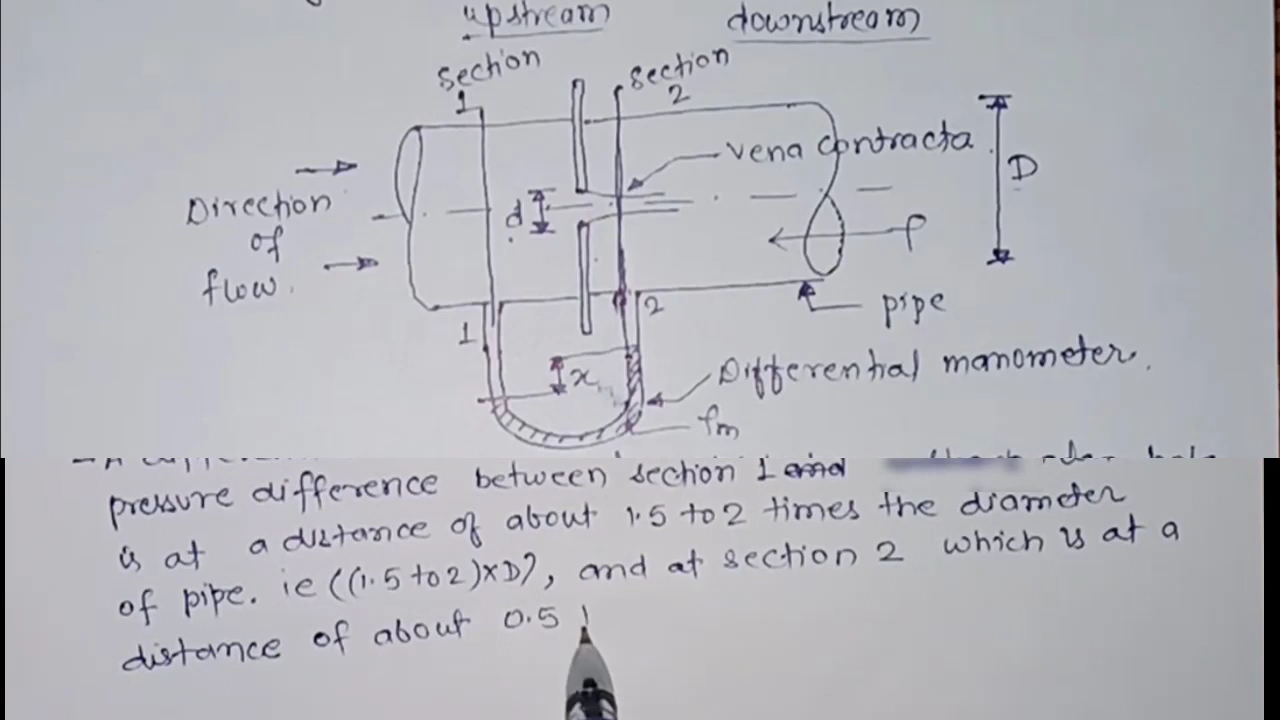 upstream downstream
section section
1 2
Vena contracta
D
Direction
of
flow.
d
P
1 2
pipe
x
Differential manometer.
fm
pressure difference between section 1
is at a distance of about 1.5 to 2 times the diameter
of pipe. ie ((1.5 to 2)×D), and at section 2 which is at a
distance of about 0.5